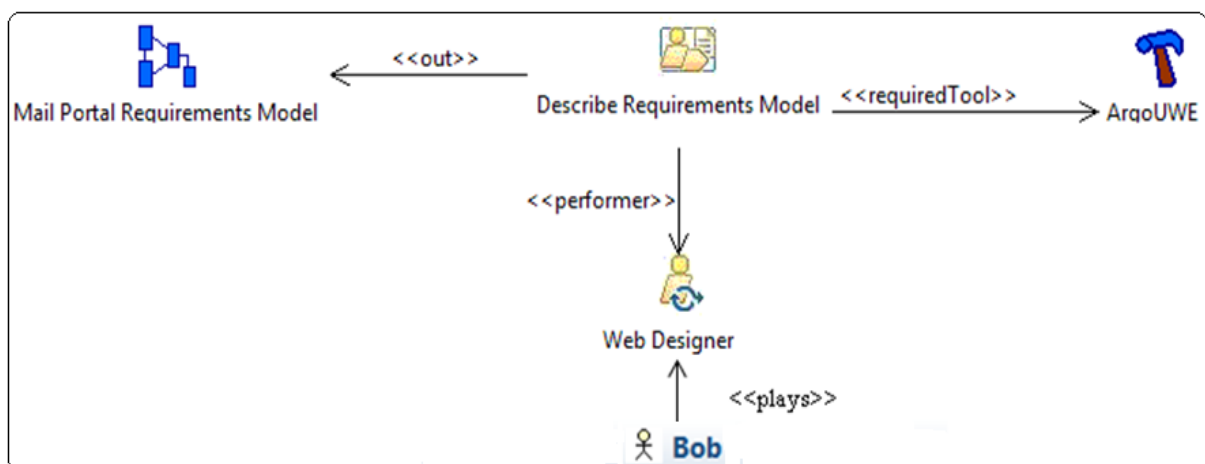 <<out>>
Mail Portal Requirements Model
Describe Requirements Model
<<requiredTool>>
ArgoUWE
<<performer>>
Web Designer
<<plays>>
Bob